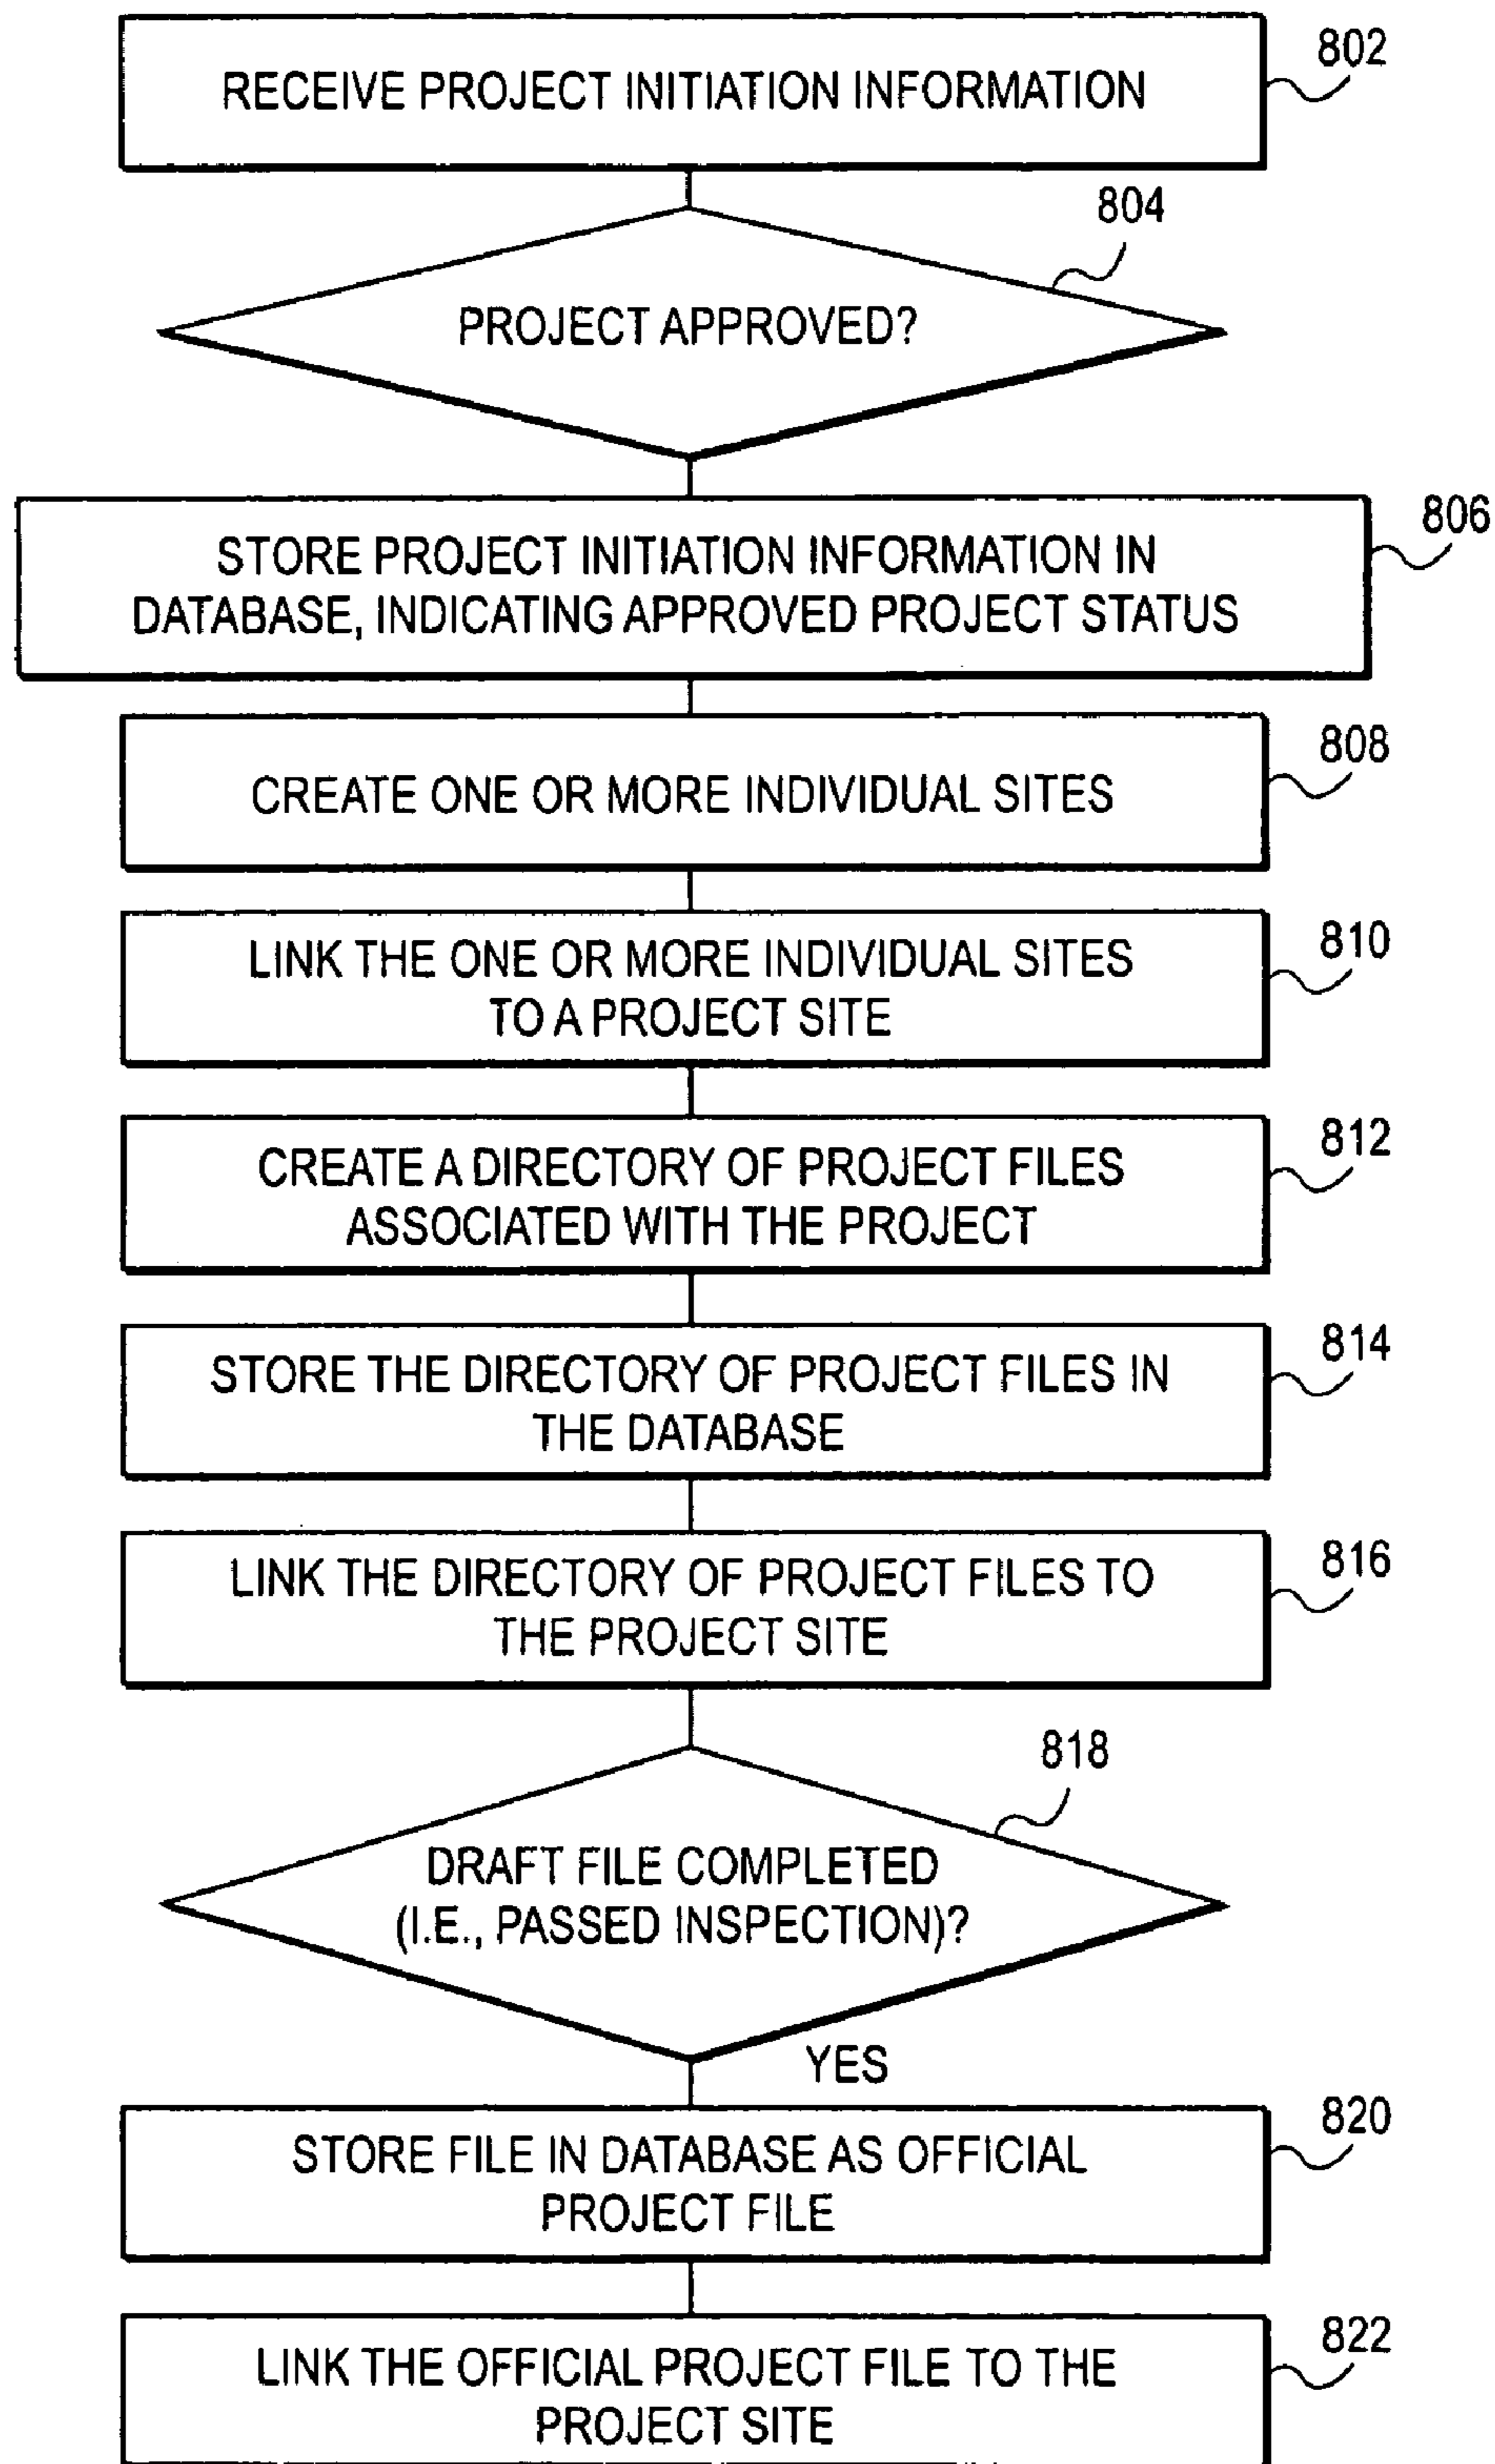 802
RECEIVE PROJECT INITIATION INFORMATION
804
PROJECT APPROVED?
806
STORE PROJECT INITIATION INFORMATION IN
DATABASE, INDICATING APPROVED PROJECT STATUS
808
CREATE ONE OR MORE INDIVIDUAL SITES
810
LINK THE ONE OR MORE INDIVIDUAL SITES
TO A PROJECT SITE
812
CREATE A DIRECTORY OF PROJECT FILES
ASSOCIATED WITH THE PROJECT
814
STORE THE DIRECTORY OF PROJECT FILES IN
THE DATABASE
816
LINK THE DIRECTORY OF PROJECT FILES TO
THE PROJECT SITE
818
DRAFT FILE COMPLETED
(I.E., PASSED INSPECTION)?
YES
820
STORE FILE IN DATABASE AS OFFICIAL
PROJECT FILE
822
LINK THE OFFICIAL PROJECT FILE TO THE
PROJECT SITE